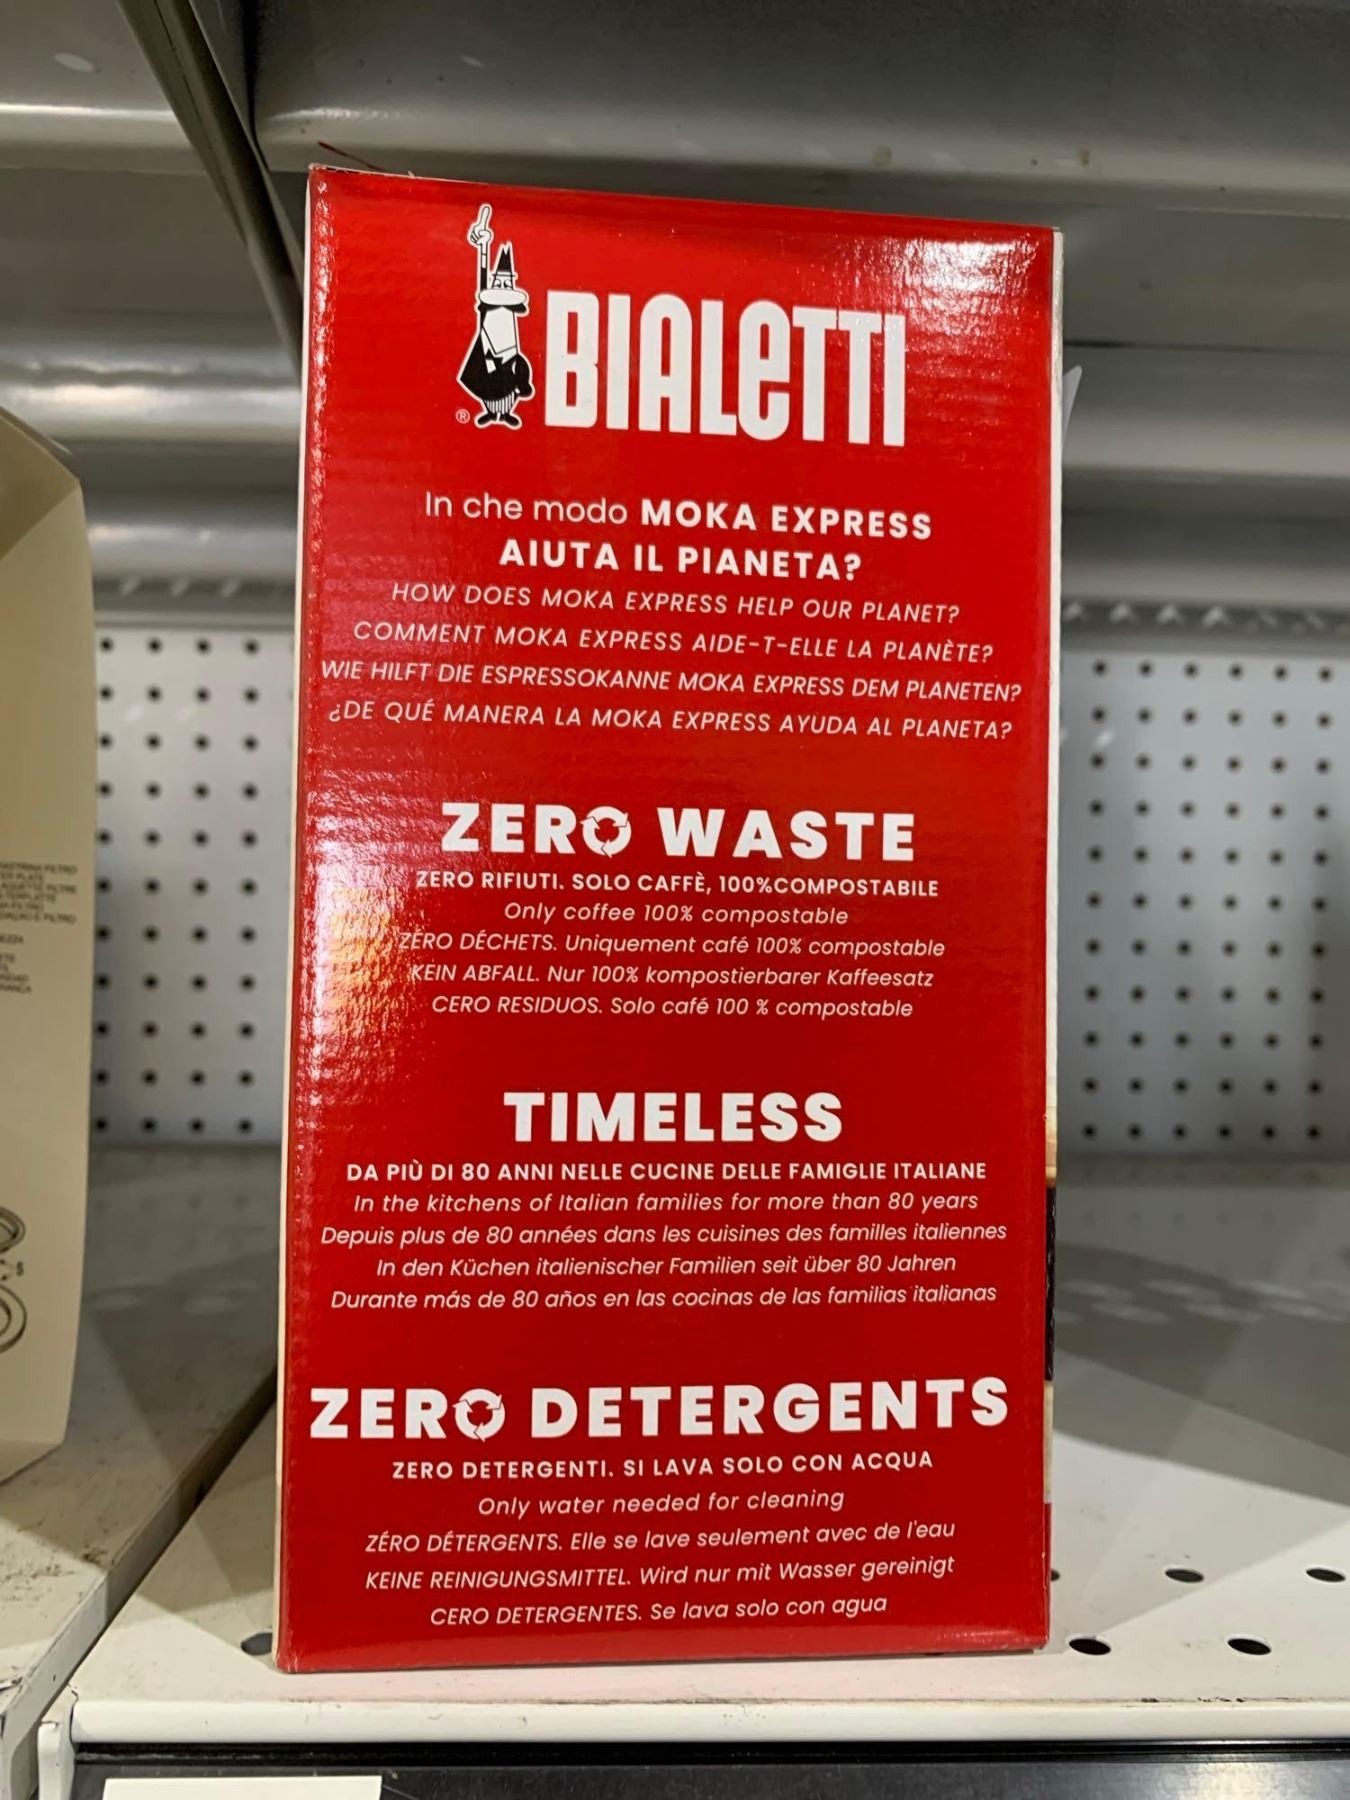 BIALETTI
®
In che modo MOKA EXPRESS
AIUTA IL PIANETA?
HOW DOES MOKA EXPRESS HELP OUR PLANET?
COMMENT MOKA EXPRESS AIDE-T-ELLE LA PLANÈTE?
WIE HILFT DIE ESPRESSOKANNE MOKA EXPRESS DEM PLANETEN?
¿DE QUÉ MANERA LA MOKA EXPRESS AYUDA AL PLANETA?
ZERO WASTE
ZERO RIFIUTI. SOLO CAFFÈ, 100%COMPOSTABILE
Only coffee 100% compostable
ZÉRO DÉCHETS. Uniquement café 100% compostable
KEIN ABFALL. Nur 100% kompostierbarer Kaffeesatz
CERO RESIDUOS. Solo café 100 % compostable
TIMELESS
DA PIÙ DI 80 ANNI NELLE CUCINE DELLE FAMIGLIE ITALIANE
In the kitchens of Italian families for more than 80 years
Depuis plus de 80 années dans les cuisines des familles italiennes
In den Küchen italienischer Familien seit über 80 Jahren
Durante más de 80 años en las cocinas de las familias italianas
ZERO DETERGENTS
ZERO DETERGENTI. SI LAVA SOLO CON ACQUA
Only water needed for cleaning
ZÉRO DÉTERGENTS. Elle se lave seulement avec de l'eau
KEINE REINIGUNGSMITTEL. Wird nur mit Wasser gereinigt
CERO DETERGENTES. Se lava solo con agua